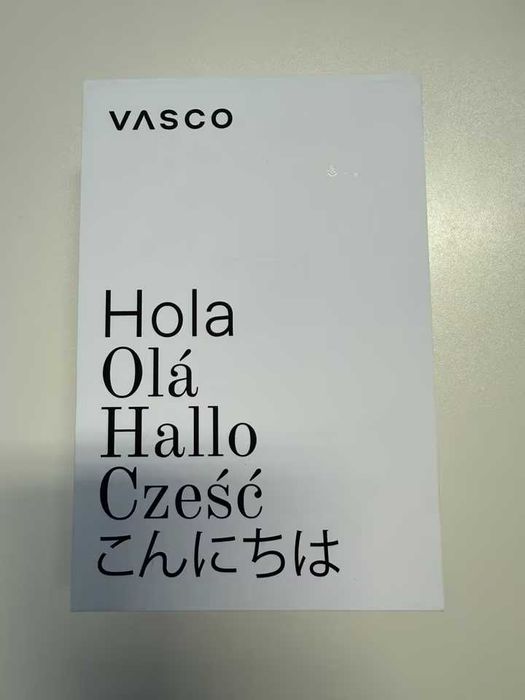 VASCO
Hola
Olá
Hallo
Cześć
こんにちは